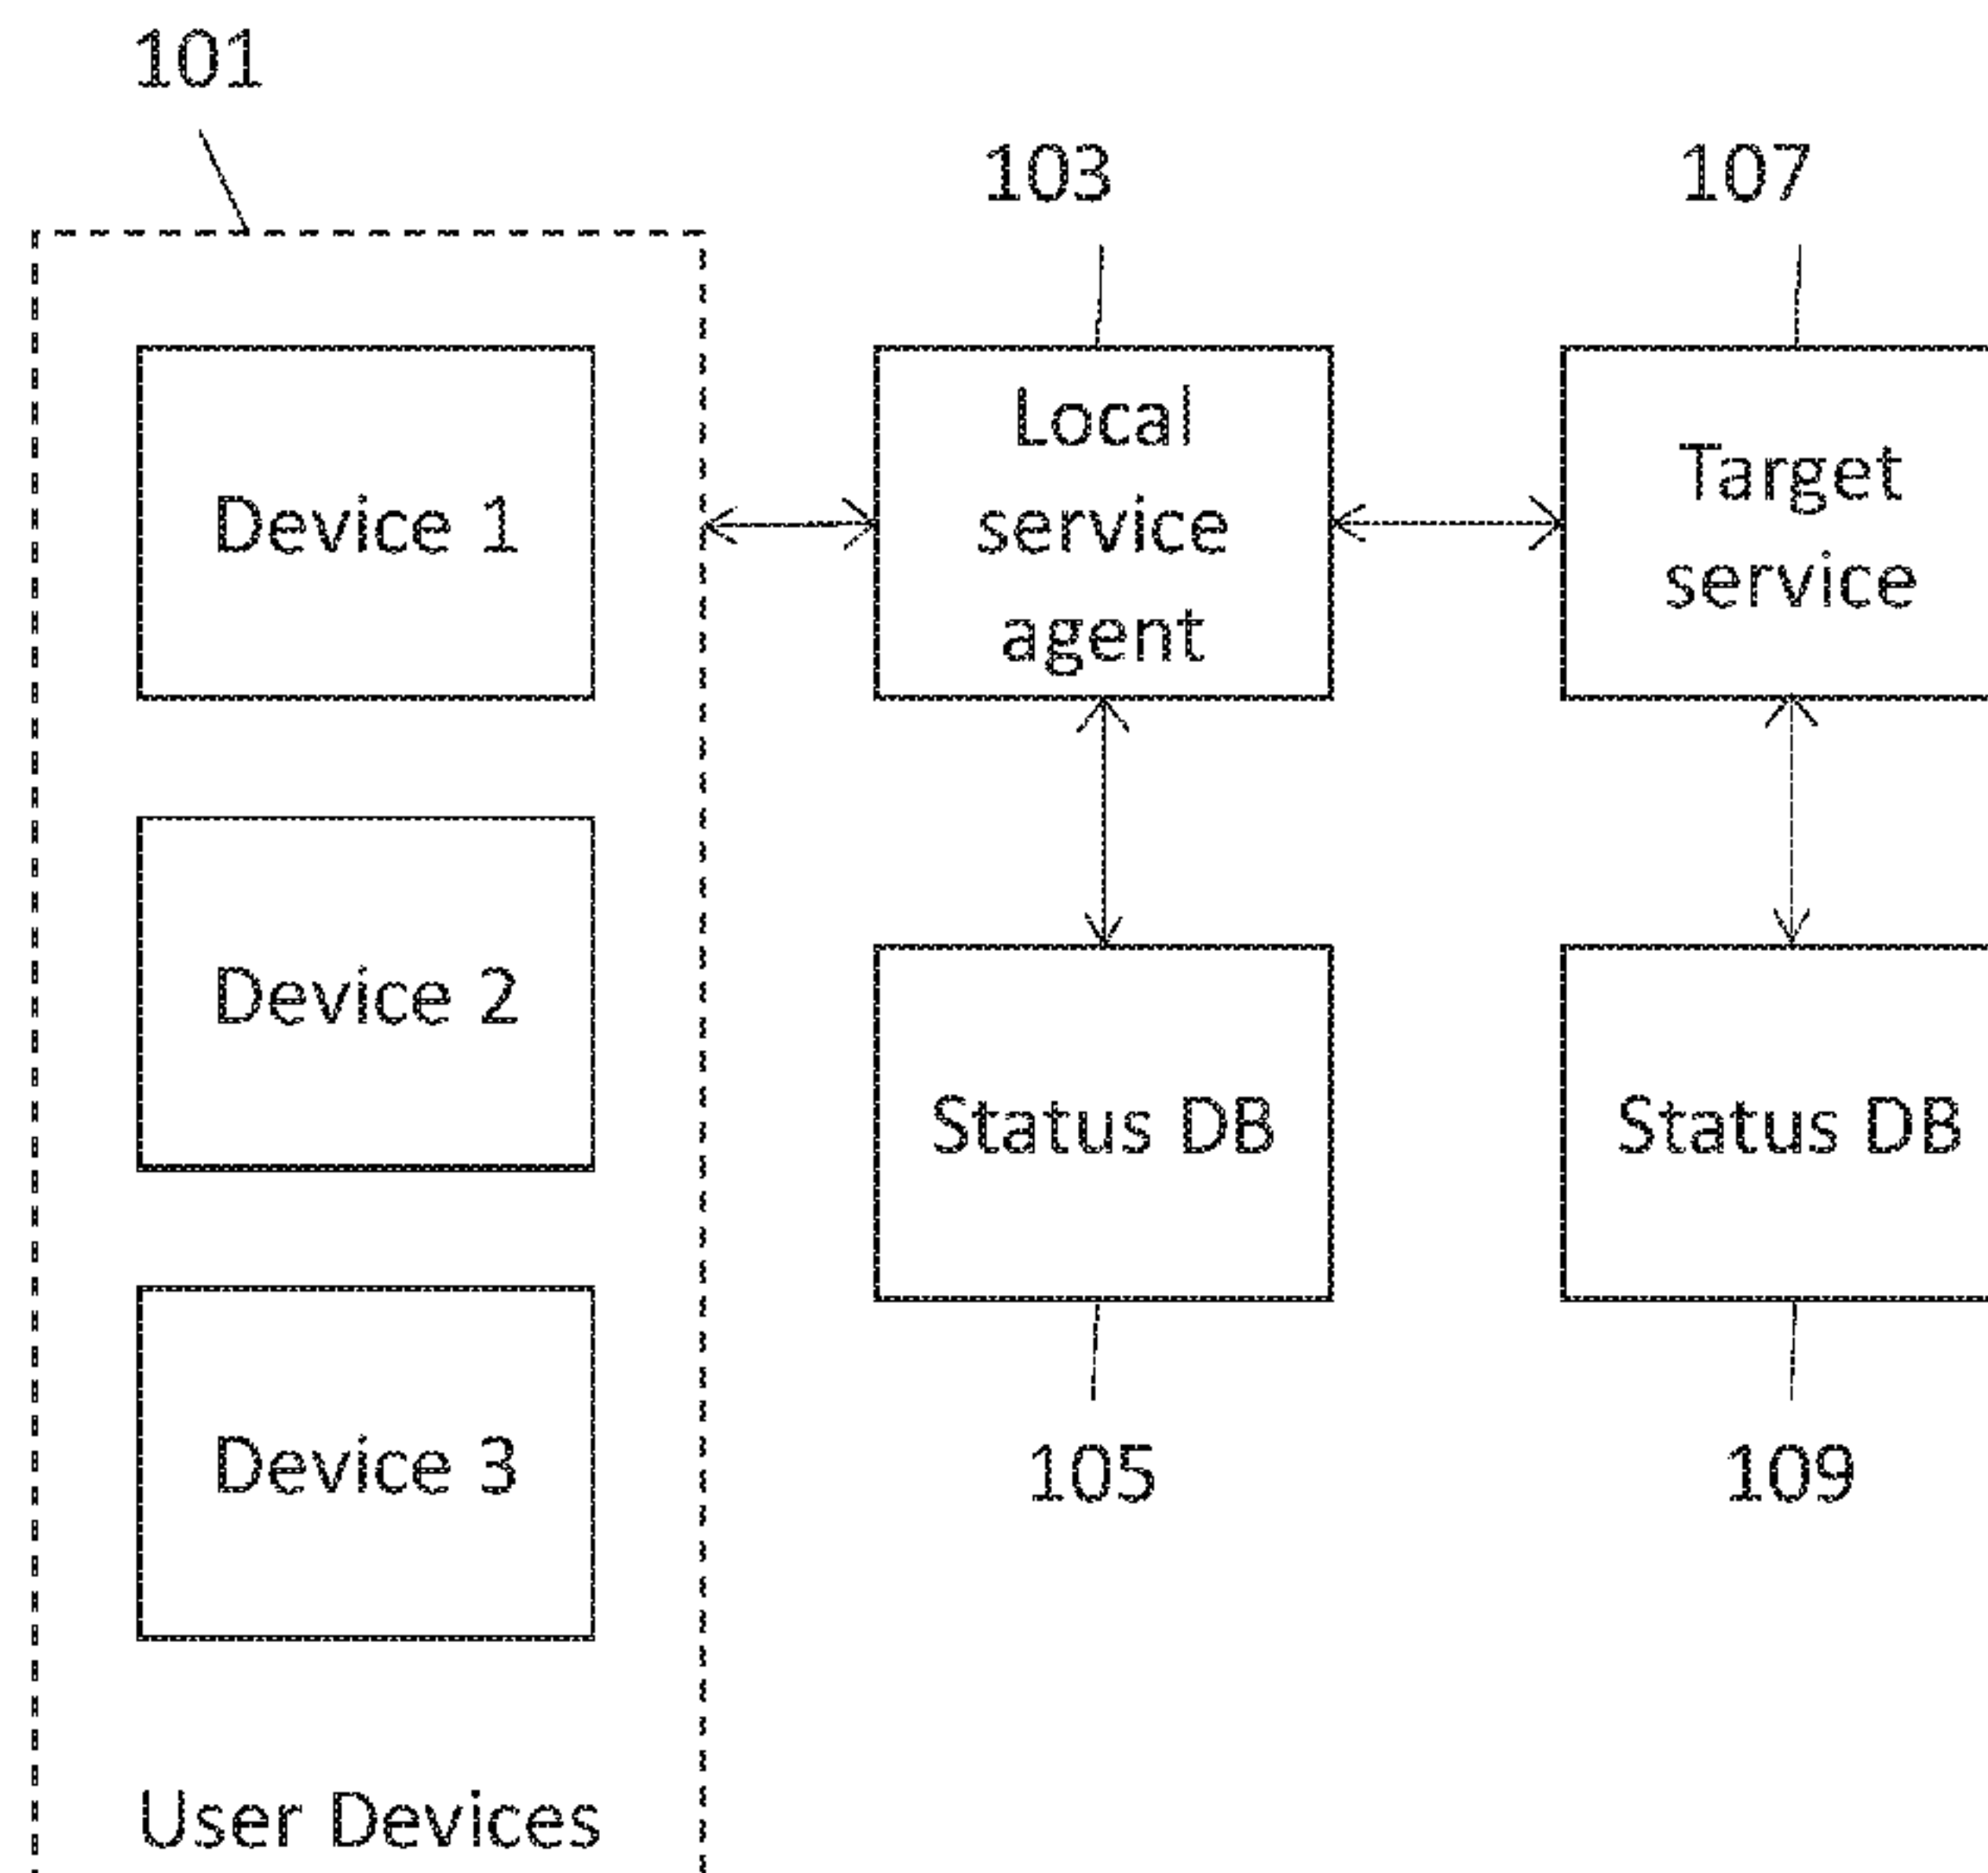 101
103
107
Device 1
Local
service
agent
Target
service
Device 2
Status DB
Status DB
Device 3
105
109
User Devices